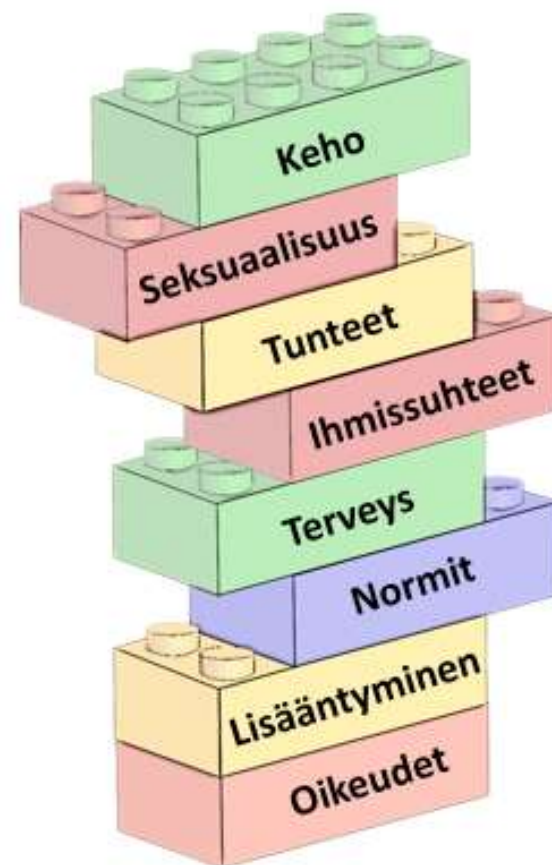 Keho
Seksuaalisuus
Tunteet
Ihmissuhteet
Terveys
Normit
Lisääntyminen
Oikeudet